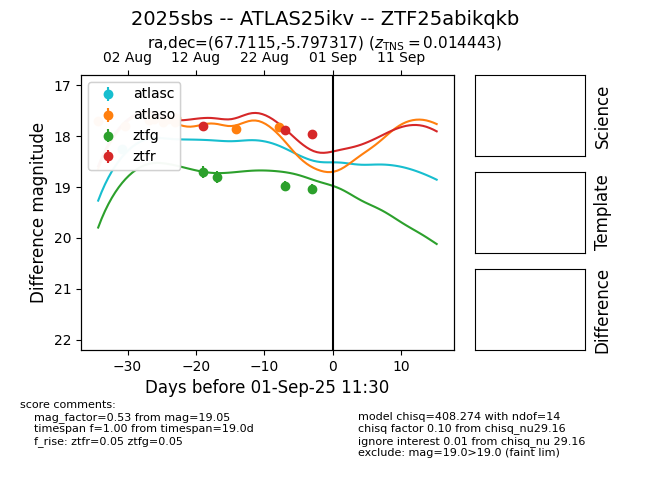 2025sbs -- ATLAS25ikv -- ZTF25abikqkb
ra,dec=(67.7115,-5.797317) (zTNS = 0.014443)
02 Aug 12 Aug 22 Aug 01 Sep 11 Sep
atlasc
atlaso
ztfg
ztfr
17
18
19
20
21
22
Difference magnitude
−30 −20 −10 0 10
Days before 01-Sep-25 11:30
Science
Template
Difference
score comments:
mag_factor=0.53 from mag=19.05
timespan f=1.00 from timespan=19.0d
f_rise: ztfr=0.05 ztfg=0.05
model chisq=408.274 with ndof=14
chisq factor 0.10 from chisq_nu29.16
ignore interest 0.01 from chisq_nu 29.16
exclude: mag=19.0>19.0 (faint lim)